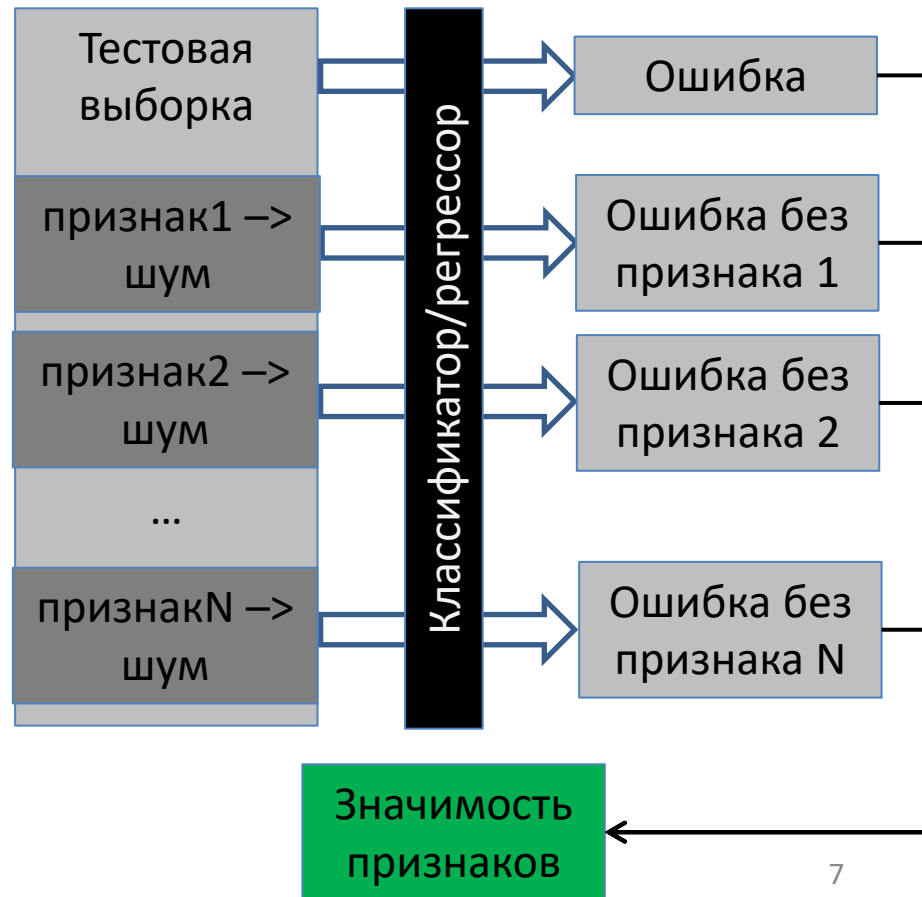 Тестовая
выборка
Ошибка
признак1 –>
шум
Ошибка без
признака 1
признак2 –>
шум
Ошибка без
признака 2
...
признакN –>
шум
Ошибка без
признака N
Классификатор/регрессор
Значимость
признаков
7